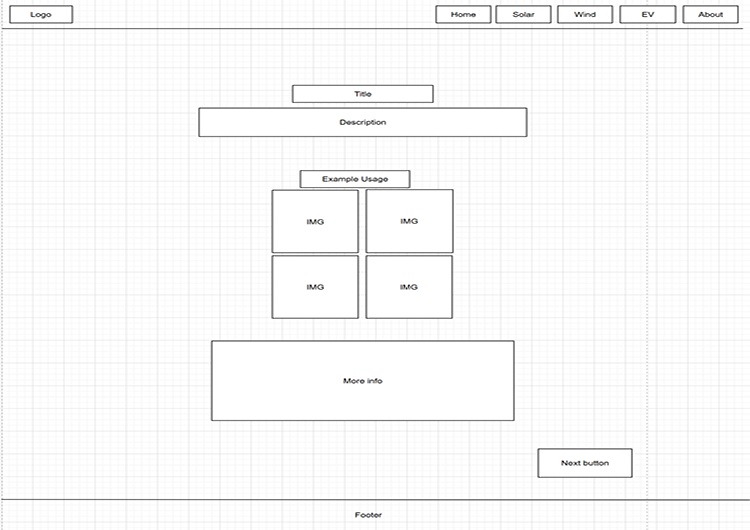 Logo
Home
Solar
Wind
EV
About
Title
Description
Example Usage
IMG
IMG
IMG
IMG
More info
Next button
Footer